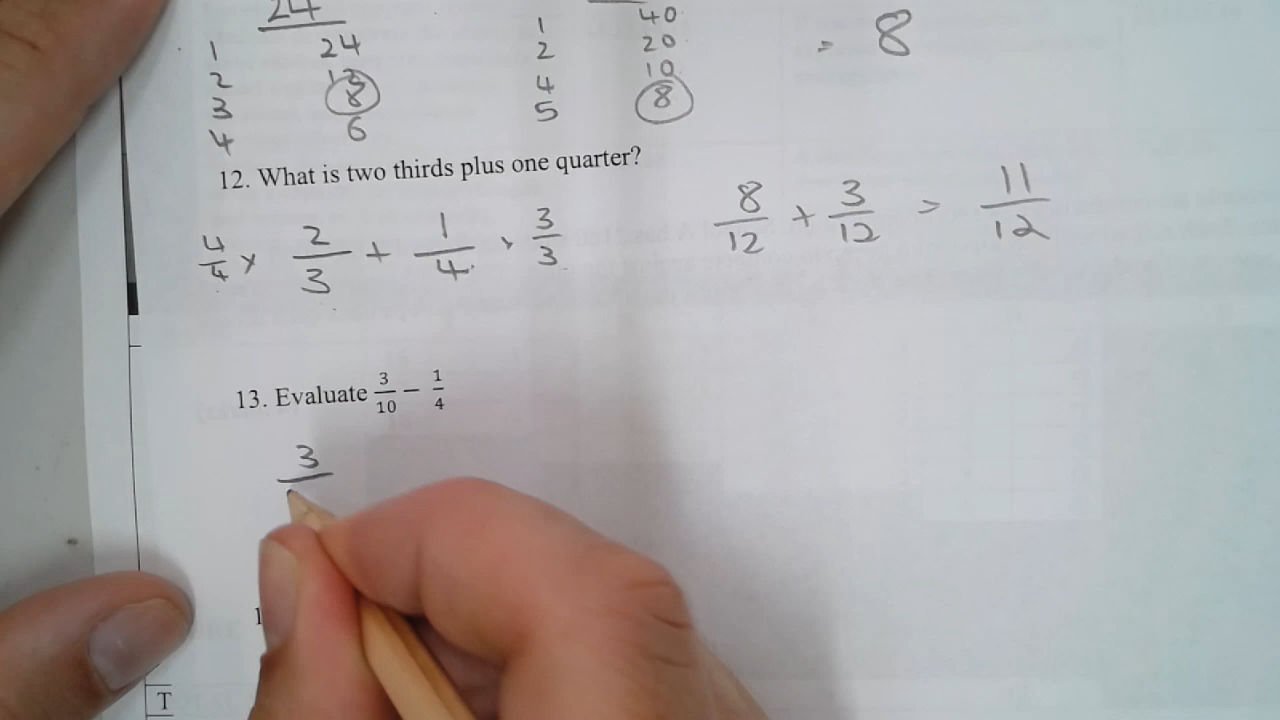 24
1 24 1 40
2 12 2 20 = 8
3 8 4 10
4 6 5 8
12. What is two thirds plus one quarter?
4/4 × 2/3 + 1/4 × 3/3 8/12 + 3/12 = 11/12
13. Evaluate 3/10 − 1/4
3
1
T